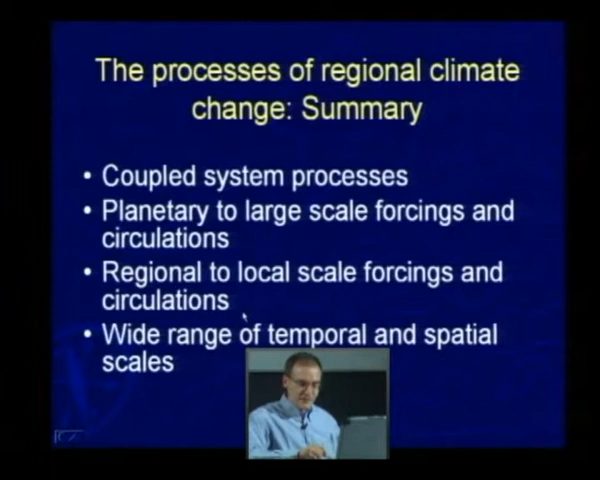 The processes of regional climate
change: Summary
• Coupled system processes
• Planetary to large scale forcings and
circulations
• Regional to local scale forcings and
circulations
• Wide range of temporal and spatial
scales